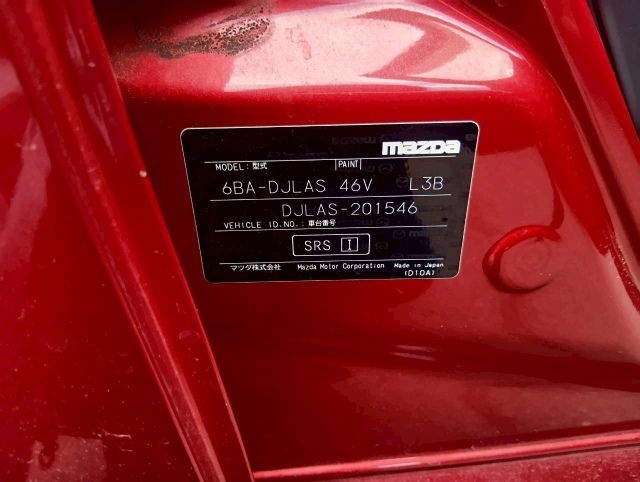 mazda
MODEL:型式 PAINT
6BA-DJLAS 46V L3B
DJLAS-201546
VEHICLE ID.NO.:車台番号
SRS I
マツダ株式会社 Mazda Motor Corporation Made in Japan
(D10A)